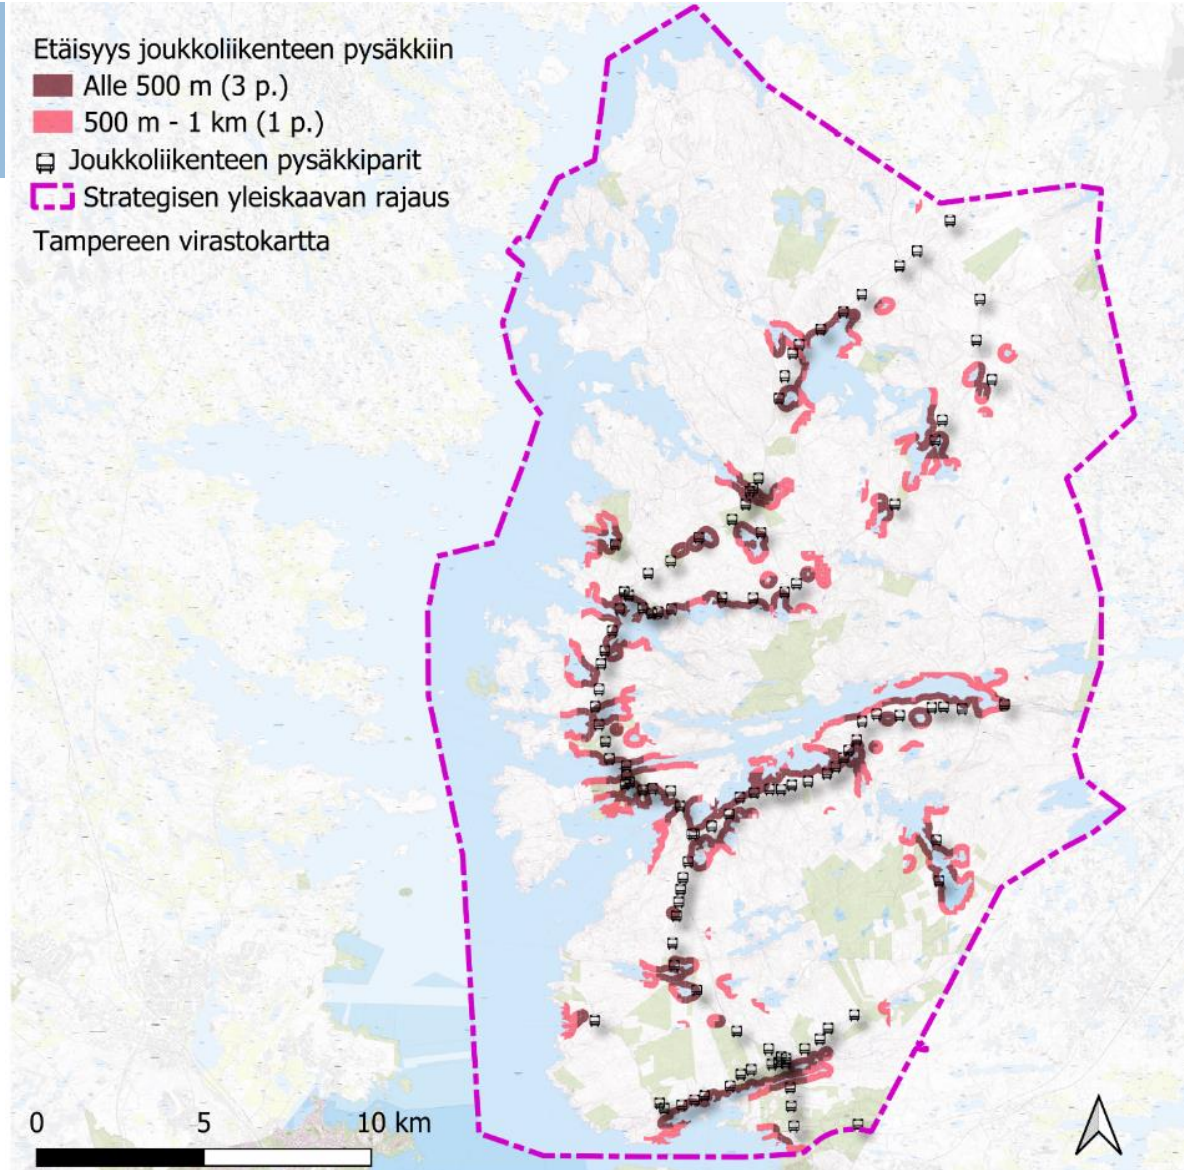 Etäisyys joukkoliikenteen pysäkkiin
Alle 500 m (3 p.)
500 m - 1 km (1 p.)
Joukkoliikenteen pysäkkiparit
Strategisen yleiskaavan rajaus
Tampereen virastokartta
0 5 10 km